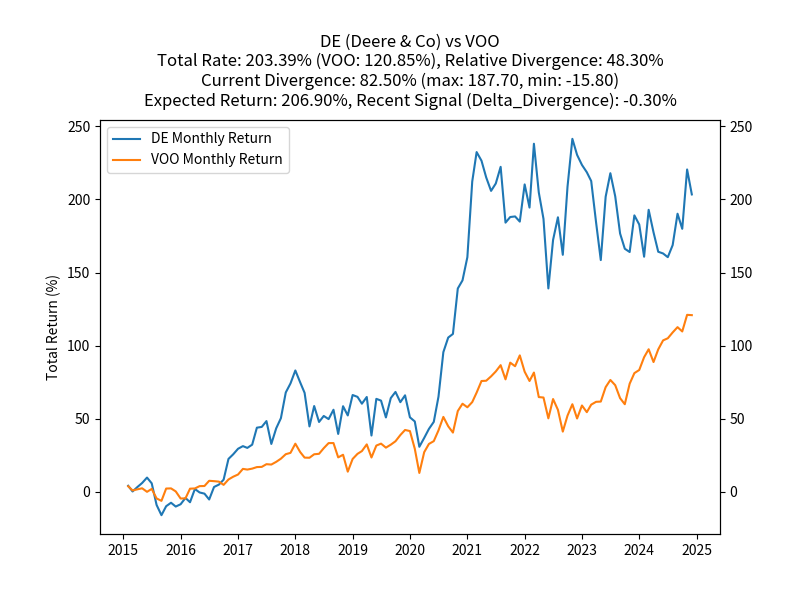 DE (Deere & Co) vs VOO
Total Rate: 203.39% (VOO: 120.85%), Relative Divergence: 48.30%
Current Divergence: 82.50% (max: 187.70, min: -15.80)
Expected Return: 206.90%, Recent Signal (Delta_Divergence): -0.30%
DE Monthly Return
VOO Monthly Return
Total Return (%)
250
200
150
100
50
0
250
200
150
100
50
0
2015 2016 2017 2018 2019 2020 2021 2022 2023 2024 2025